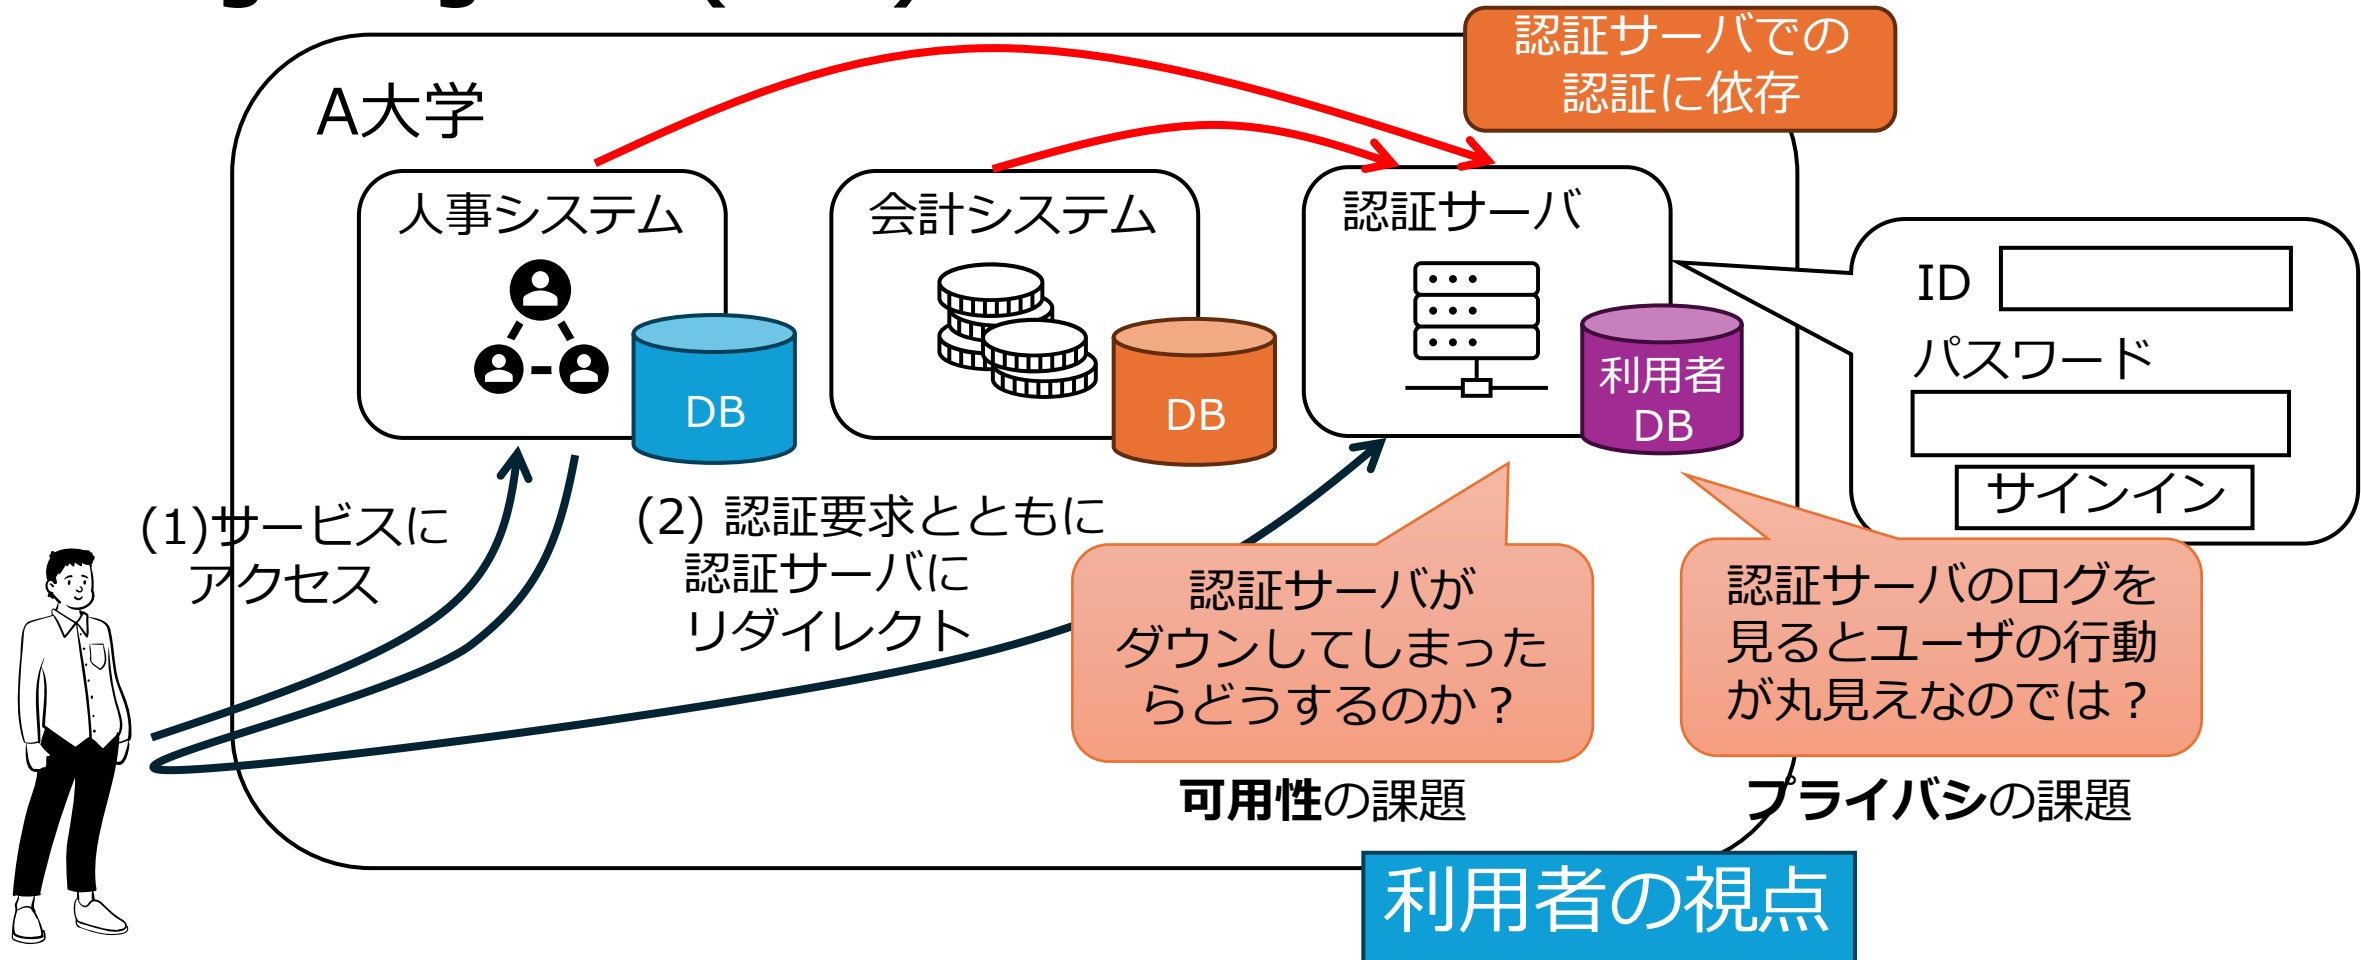 認証サーバでの
認証に依存
A大学
人事システム
会計システム
認証サーバ
DB
DB
利用者
DB
ID
パスワード
サインイン
(1)サービスに
アクセス
(2) 認証要求とともに
認証サーバに
リダイレクト
認証サーバが
ダウンしてしまった
らどうするのか？
認証サーバのログを
見るとユーザの行動
が丸見えなのでは？
可用性の課題
プライバシの課題
利用者の視点